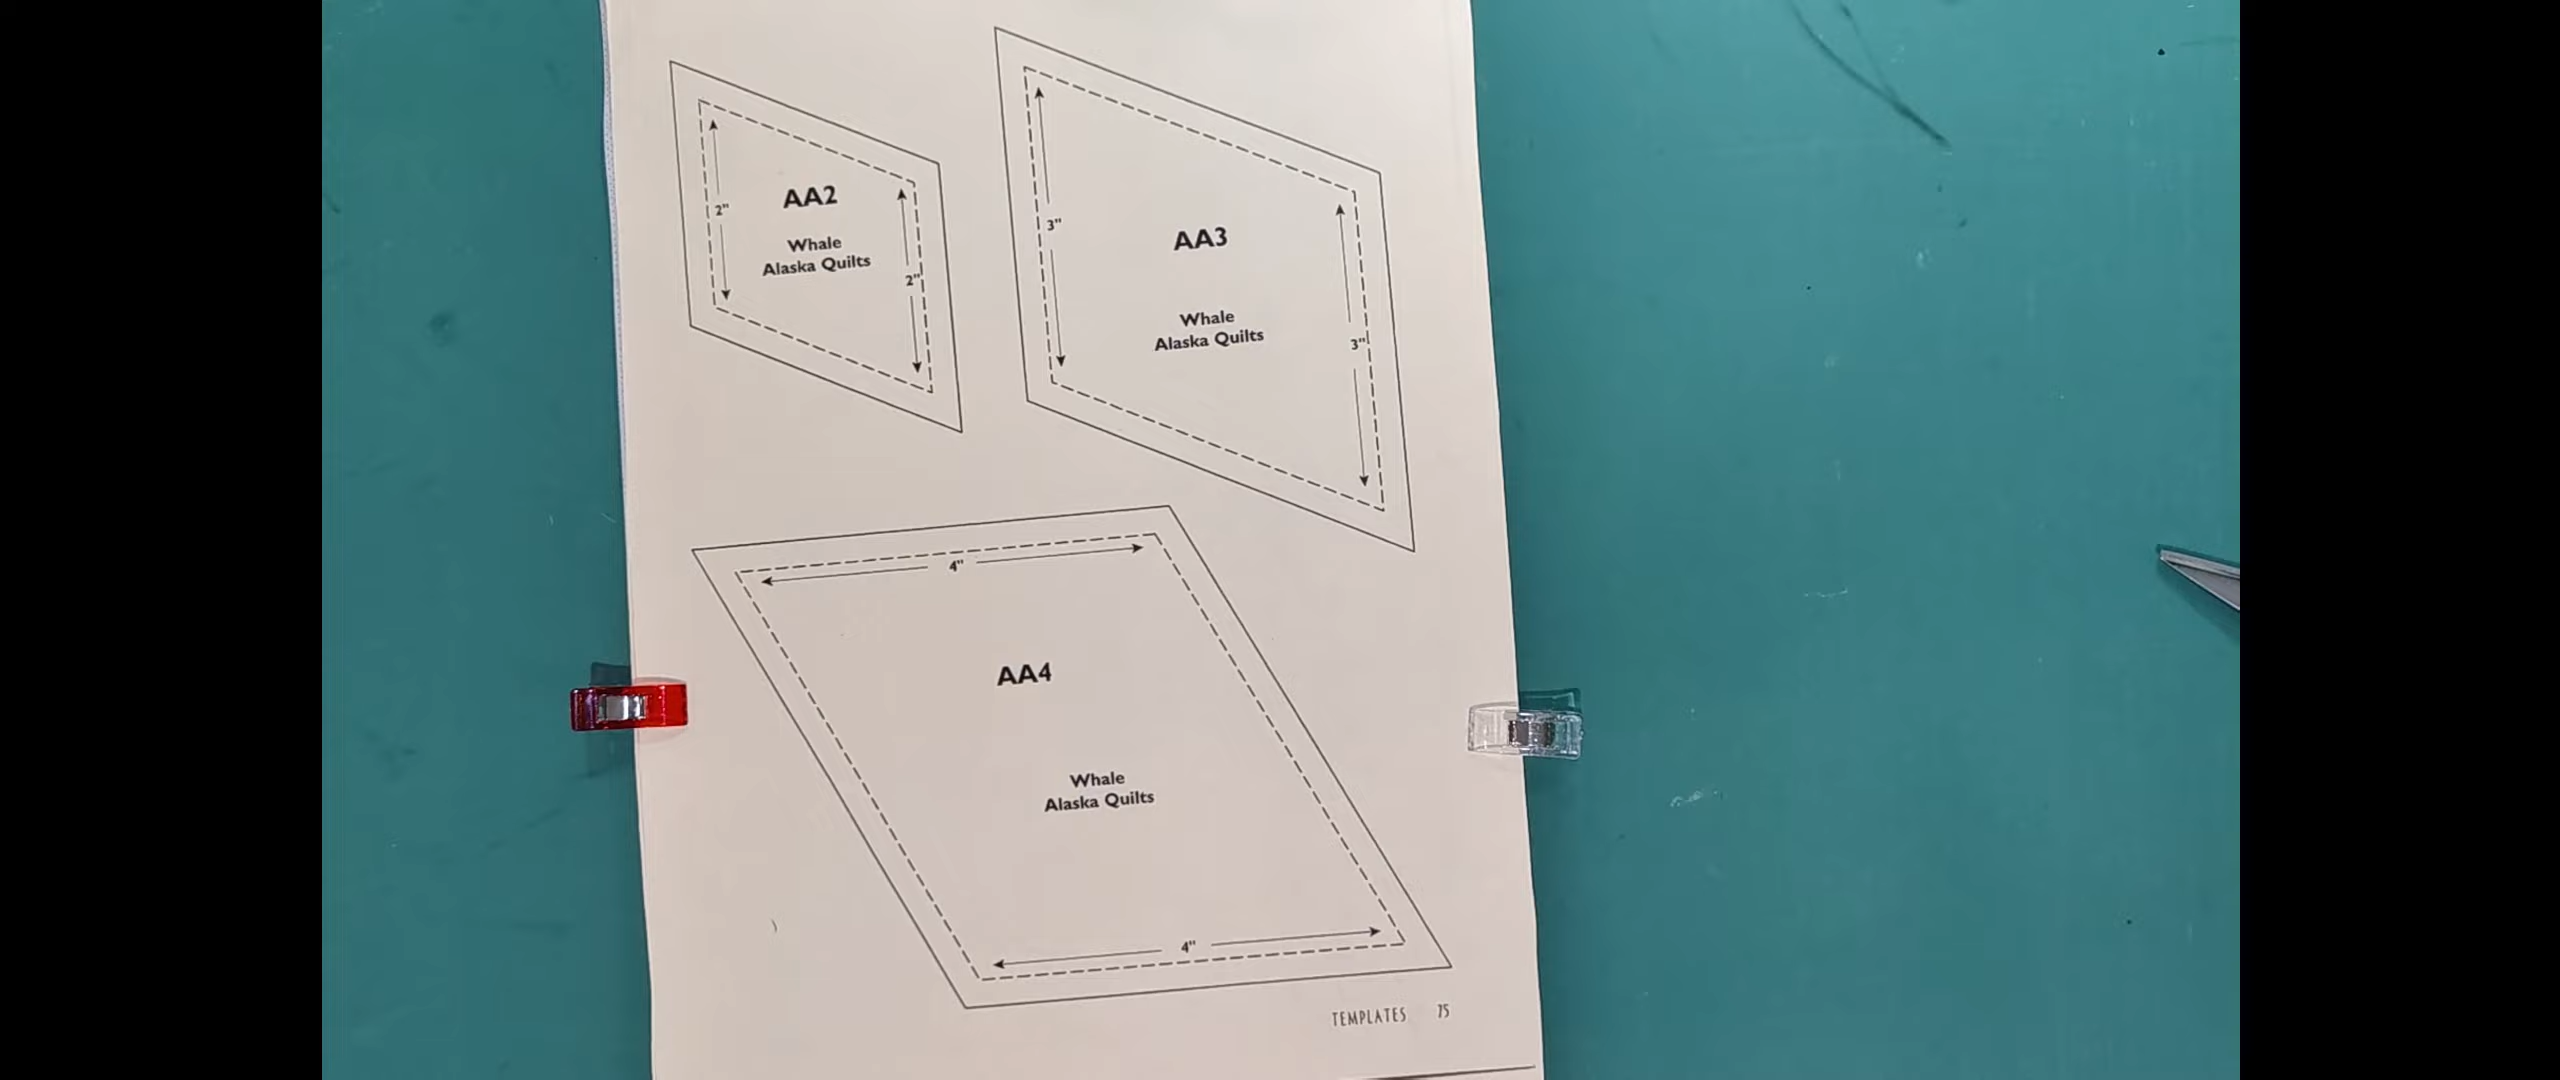 AA2
2"
Whale
Alaska Quilts
2"
AA3
3"
Whale
Alaska Quilts
3"
4"
AA4
Whale
Alaska Quilts
4"
TEMPLATES 75